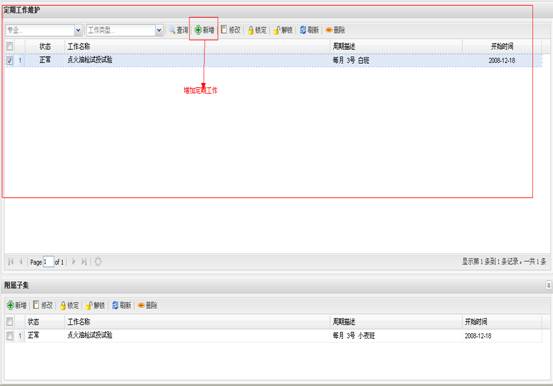 定期工作维护
专业... 工作类型... 查询 新增 修改 锁定 解锁 刷新 删除
状态 工作名称 周期描述 开始时间
1 正常 点火油枪试投试验 每月 3号 白班 2008-12-18
增加定期工作
Page 1 of 1 显示第 1 条到 1 条记录，一共 1 条
附属子集
新增 修改 锁定 解锁 刷新 删除
状态 工作名称 周期描述 开始时间
1 正常 点火油枪试投试验 每月 3号 小夜班 2008-12-18